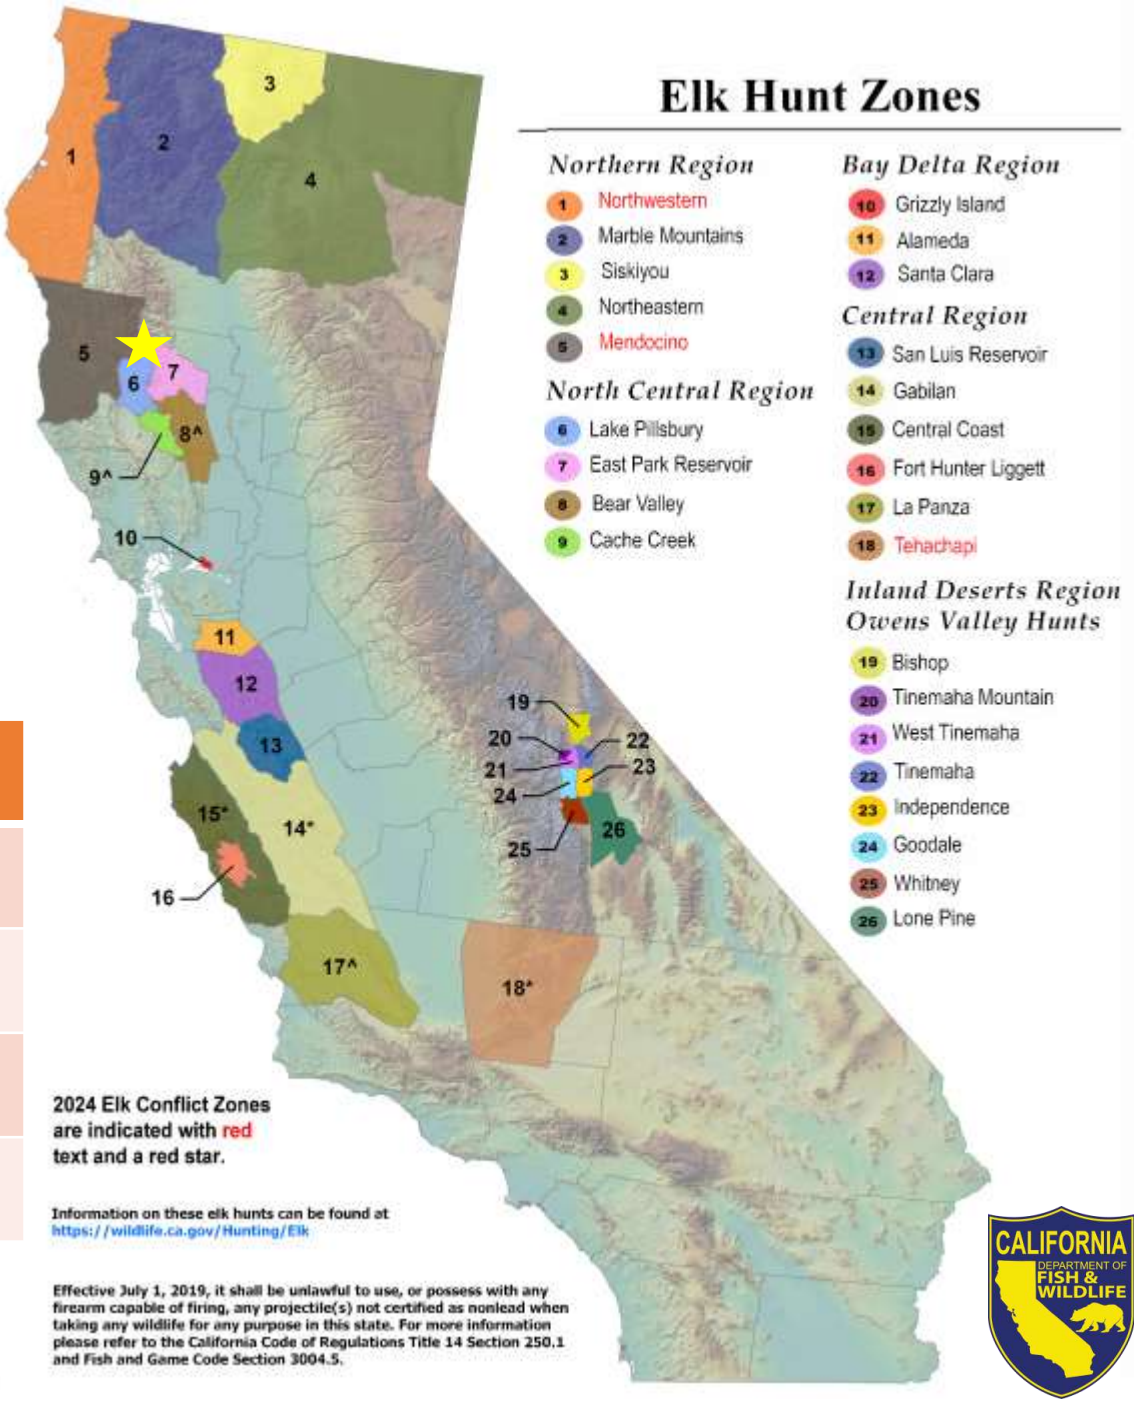 Elk Hunt Zones
Northern Region
1 Northwestern
2 Marble Mountains
3 Siskiyou
4 Northeastern
5 Mendocino
North Central Region
6 Lake Pillsbury
7 East Park Reservoir
8 Bear Valley
9 Cache Creek
Bay Delta Region
10 Grizzly Island
11 Alameda
12 Santa Clara
Central Region
13 San Luis Reservoir
14 Gabilan
15 Central Coast
16 Fort Hunter Liggett
17 La Panza
18 Tehachapi
Inland Deserts Region
Owens Valley Hunts
19 Bishop
20 Tinemaha Mountain
21 West Tinemaha
22 Tinemaha
23 Independence
24 Goodale
25 Whitney
26 Lone Pine
1
2
3
4
5
6
7
8^
9^
10
11
12
13
14*
15*
16
17^
18*
19
20
21
22
23
24
25
26
2024 Elk Conflict Zones
are indicated with red
text and a red star.
Information on these elk hunts can be found at
https://wildlife.ca.gov/Hunting/Elk
Effective July 1, 2019, it shall be unlawful to use, or possess with any
firearm capable of firing, any projectile(s) not certified as nonlead when
taking any wildlife for any purpose in this state. For more information
please refer to the California Code of Regulations Title 14 Section 250.1
and Fish and Game Code Section 3004.5.
CALIFORNIA
DEPARTMENT OF
FISH &
WILDLIFE